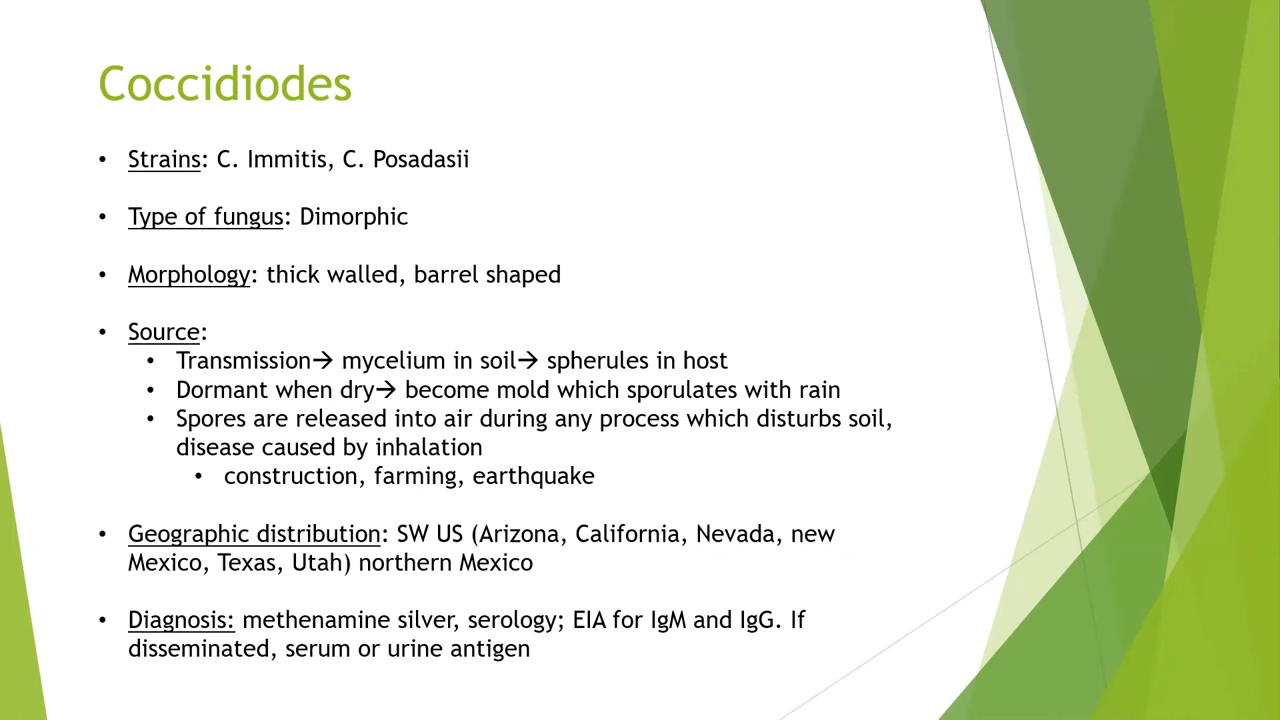 Coccidiodes
• Strains: C. Immitis, C. Posadasii
• Type of fungus: Dimorphic
• Morphology: thick walled, barrel shaped
• Source:
• Transmission→ mycelium in soil→ spherules in host
• Dormant when dry→ become mold which sporulates with rain
• Spores are released into air during any process which disturbs soil,
disease caused by inhalation
• construction, farming, earthquake
• Geographic distribution: SW US (Arizona, California, Nevada, new
Mexico, Texas, Utah) northern Mexico
• Diagnosis: methenamine silver, serology; EIA for IgM and IgG. If
disseminated, serum or urine antigen